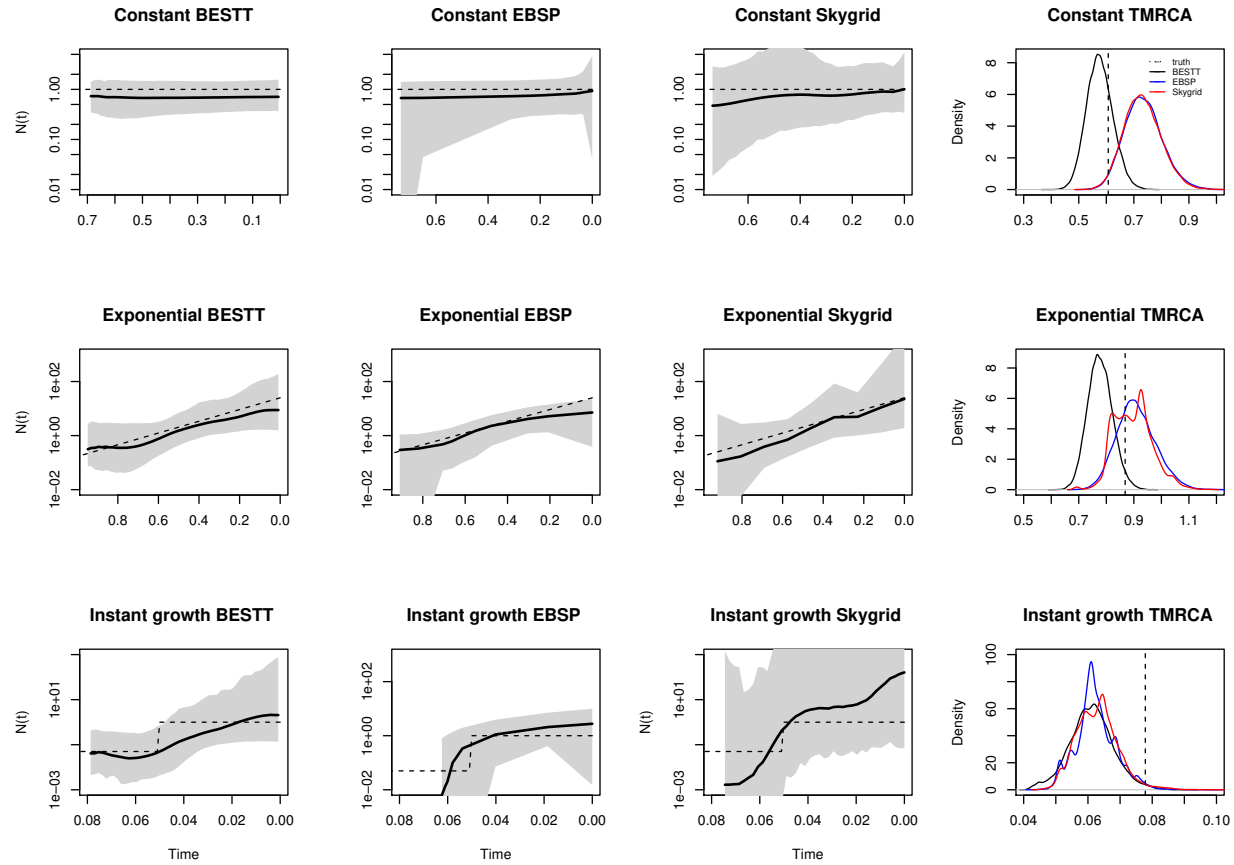 Constant BESTT
Constant EBSP
Constant Skygrid
Constant TMRCA
N(t)
1.00
0.10
0.01
0.7 0.5 0.3 0.1
1.00
0.10
0.01
0.6 0.4 0.2 0.0
1.00
0.10
0.01
0.6 0.4 0.2 0.0
Density
8
6
4
2
0
truth
BESTT
EBSP
Skygrid
0.3 0.5 0.7 0.9
Exponential BESTT
Exponential EBSP
Exponential Skygrid
Exponential TMRCA
N(t)
1e+02
1e+00
1e-02
0.8 0.6 0.4 0.2 0.0
1e+02
1e+00
1e-02
0.8 0.6 0.4 0.2 0.0
1e+02
1e+00
1e-02
0.8 0.6 0.4 0.2 0.0
Density
8
6
4
2
0
0.5 0.7 0.9 1.1
Instant growth BESTT
Instant growth EBSP
Instant growth Skygrid
Instant growth TMRCA
N(t)
1e+01
1e-03
0.08 0.06 0.04 0.02 0.00
Time
1e+02
1e+00
1e-02
0.08 0.06 0.04 0.02 0.00
Time
N(t)
1e+01
1e-03
0.08 0.06 0.04 0.02 0.00
Time
Density
100
60
40
20
0
0.04 0.06 0.08 0.10